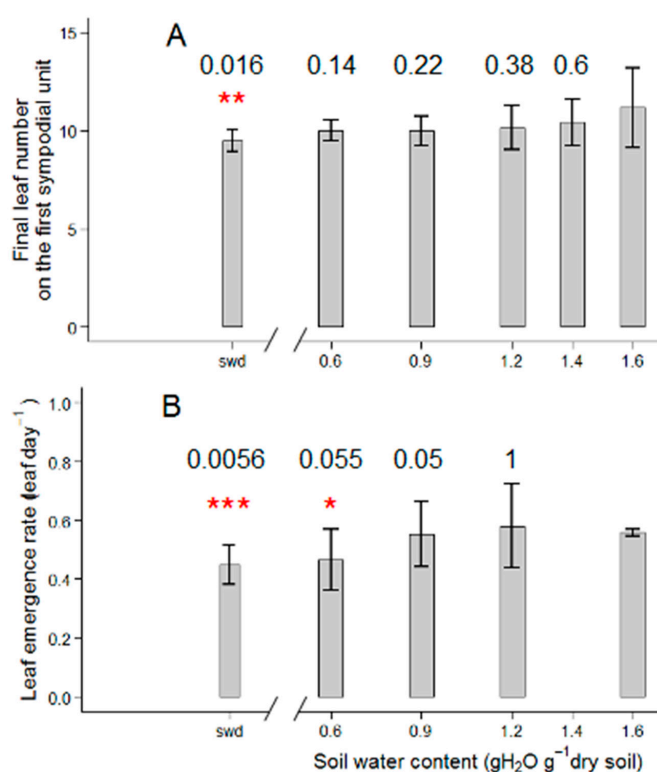 A
15
10
5
0
Final leaf number
on the first sympodial unit
0.016 0.14 0.22 0.38 0.6
**
swd 0.6 0.9 1.2 1.4 1.6
B
1.0
0.8
0.6
0.4
0.2
0.0
Leaf emergence rate (leaf day⁻¹)
0.0056 0.055 0.05 1
*** *
swd 0.6 0.9 1.2 1.4 1.6
Soil water content (gH₂O g⁻¹dry soil)